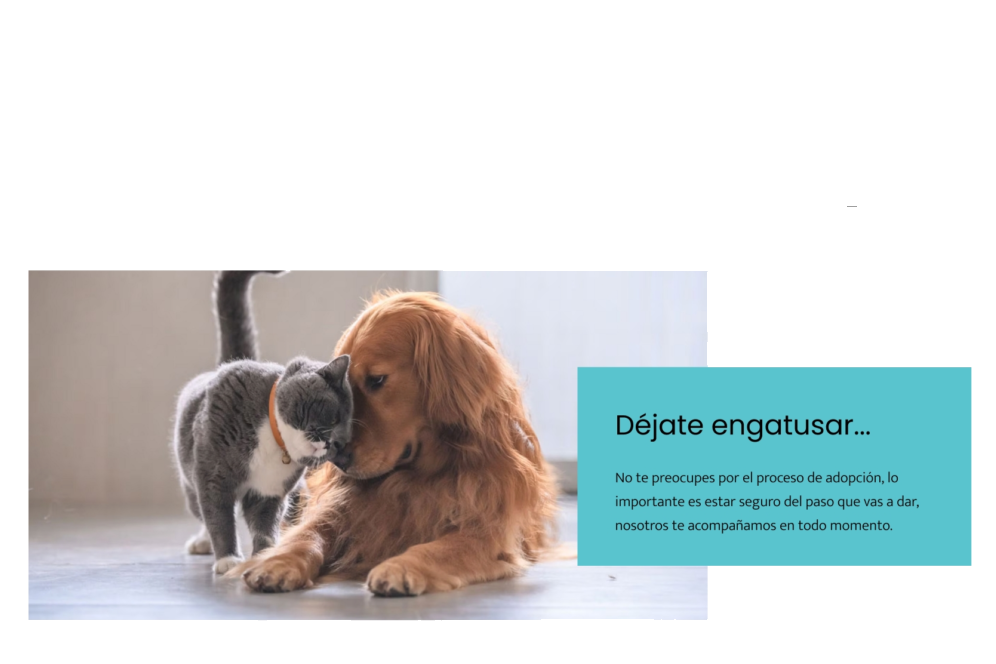 Déjate engatusar...
No te preocupes por el proceso de adopción, lo
importante es estar seguro del paso que vas a dar,
nosotros te acompañamos en todo momento.